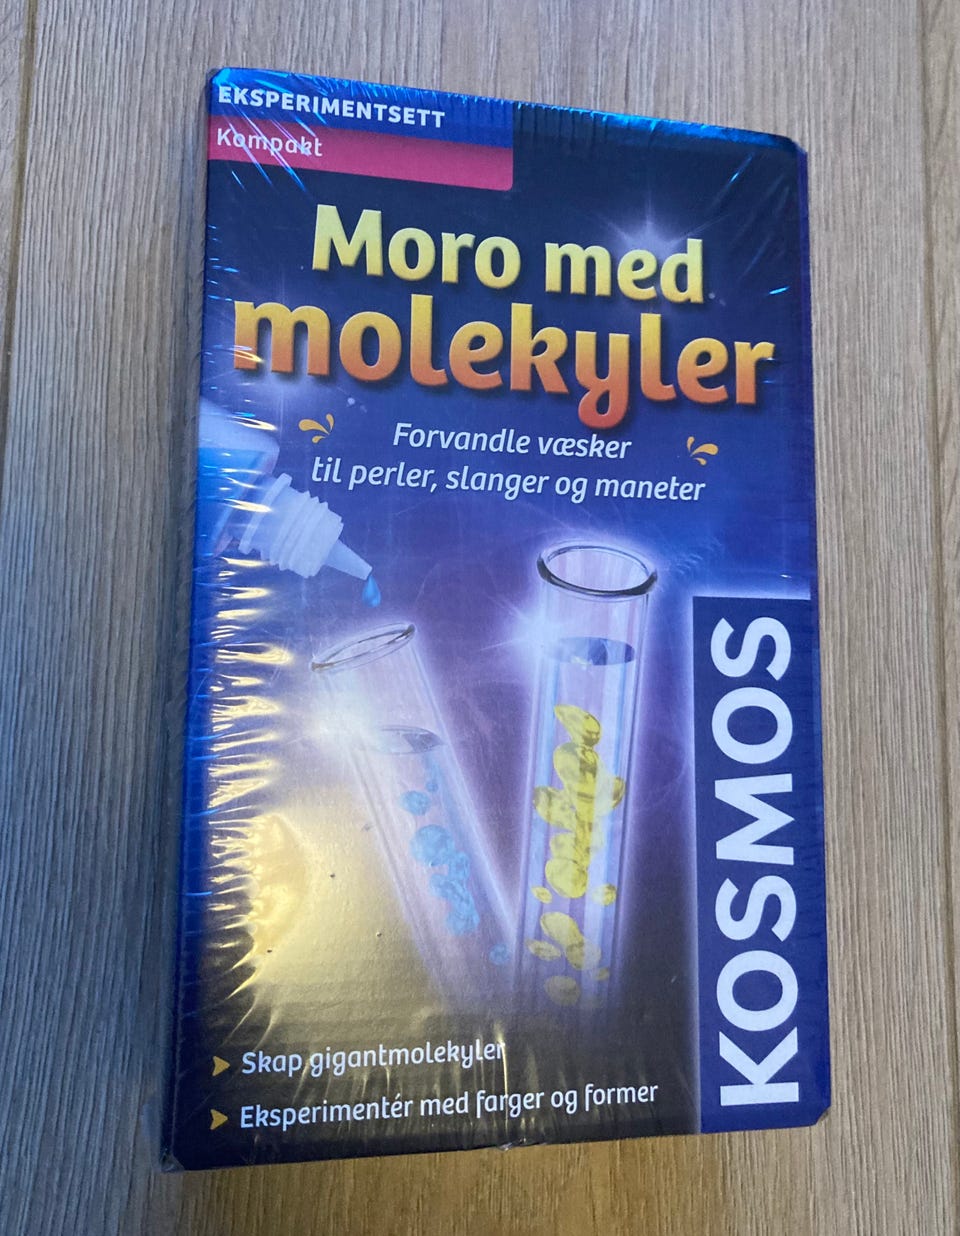 EKSPERIMENTSETT
Kompakt
Moro med
molekyler
Forvandle væsker
til perler, slanger og maneter
KOSMOS
Skap gigantmolekyler
Eksperimentér med farger og former